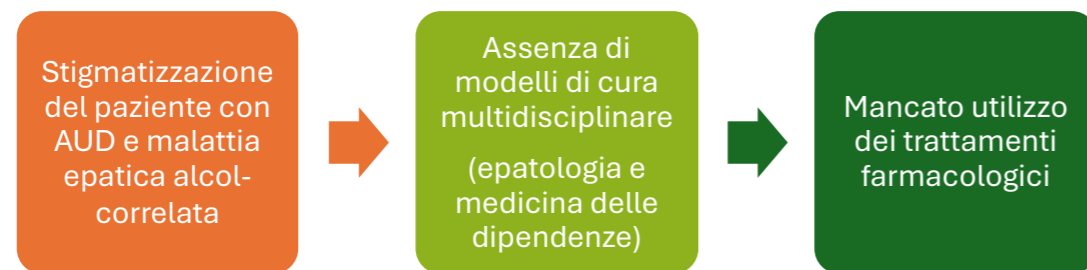 Stigmatizzazione
del paziente con
AUD e malattia
epatica alcol-
correlata
Assenza di
modelli di cura
multidisciplinare
(epatologia e
medicina delle
dipendenze)
Mancato utilizzo
dei trattamenti
farmacologici